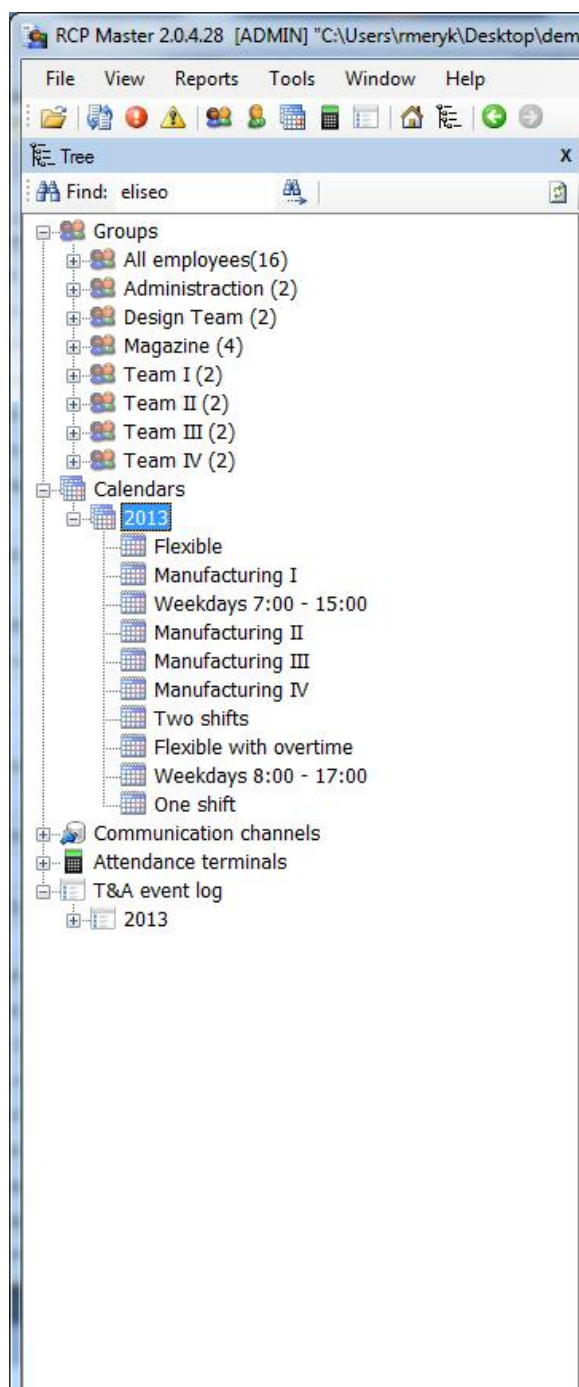 RCP Master 2.0.4.28 [ADMIN] "C:\Users\rmeryk\Desktop\dem
File View Reports Tools Window Help
Tree X
Find: eliseo
Groups
All employees(16)
Administraction (2)
Design Team (2)
Magazine (4)
Team I (2)
Team II (2)
Team III (2)
Team IV (2)
Calendars
2013
Flexible
Manufacturing I
Weekdays 7:00 - 15:00
Manufacturing II
Manufacturing III
Manufacturing IV
Two shifts
Flexible with overtime
Weekdays 8:00 - 17:00
One shift
Communication channels
Attendance terminals
T&A event log
2013